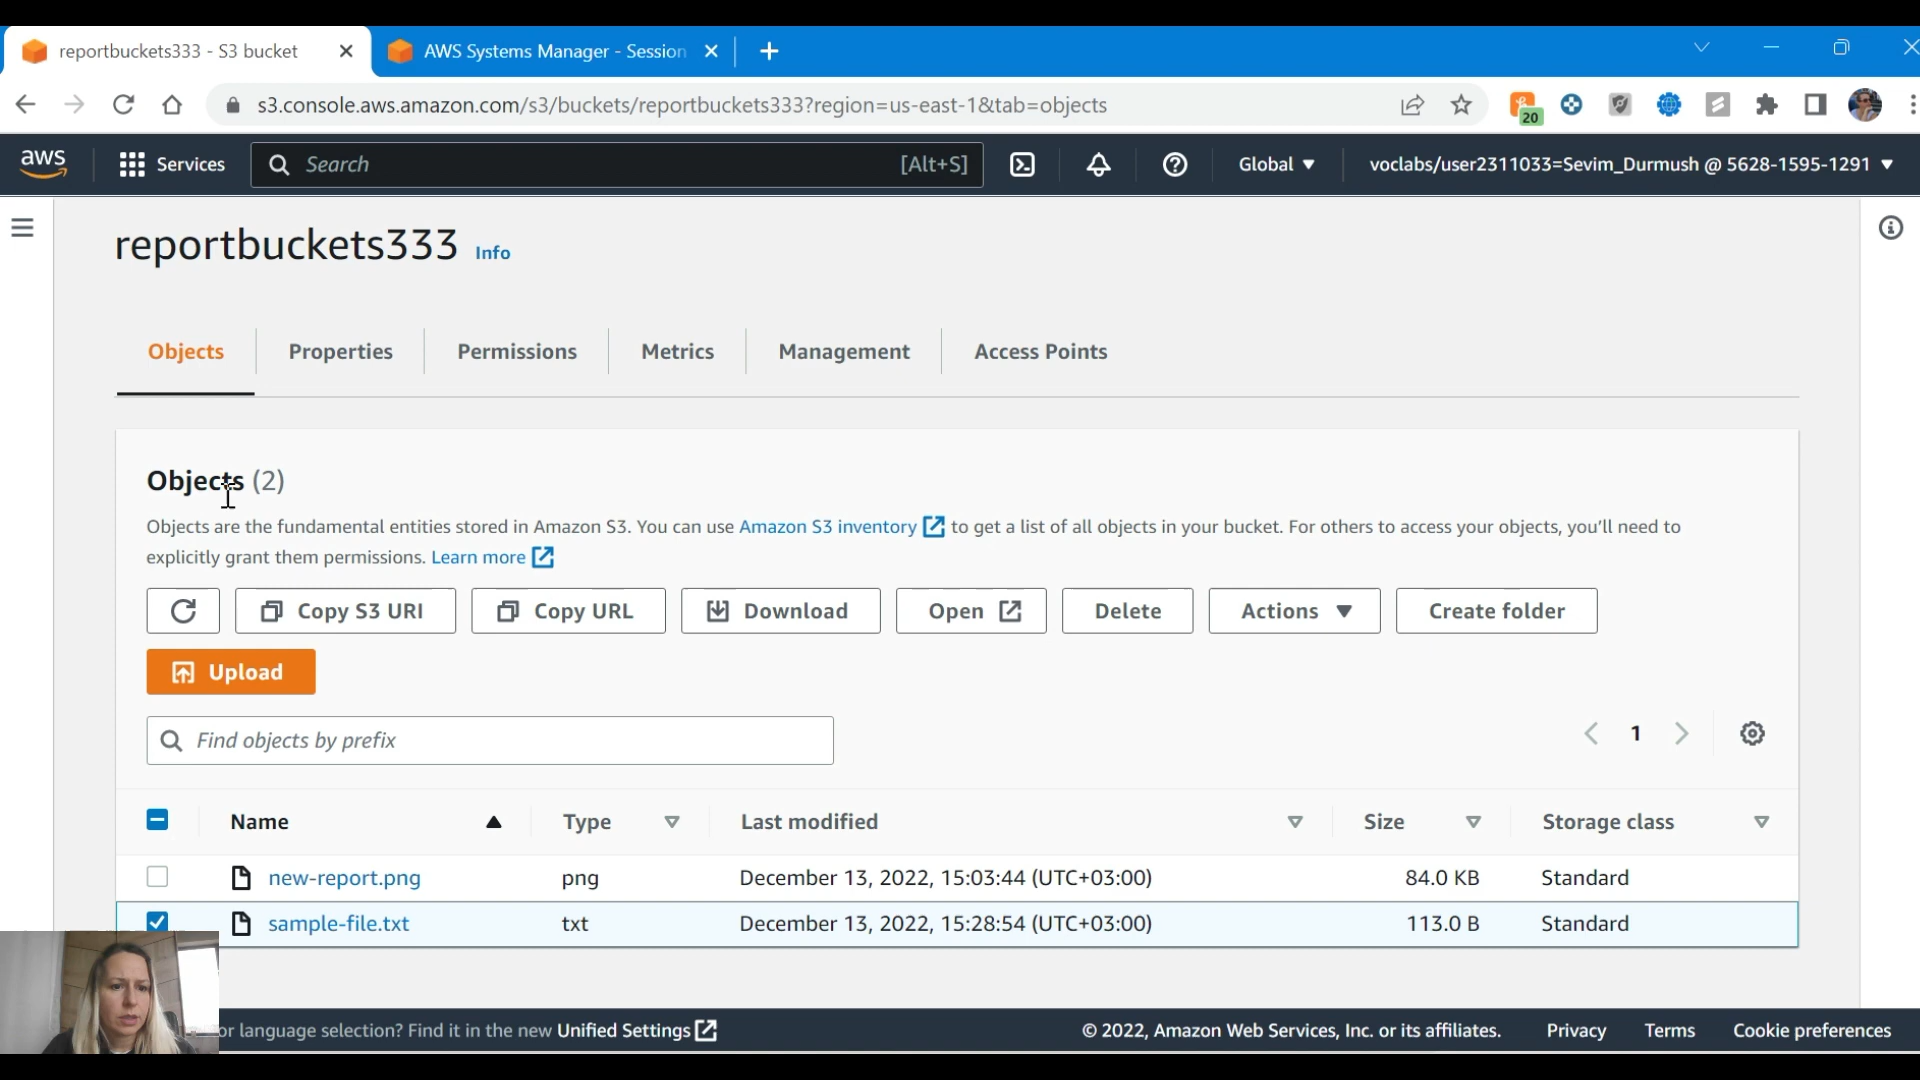 reportbuckets333 - S3 bucket
AWS Systems Manager - Session
s3.console.aws.amazon.com/s3/buckets/reportbuckets333?region=us-east-1&tab=objects
20
aws
Services
Search
[Alt+S]
Global
voclabs/user2311033=Sevim_Durmush @ 5628-1595-1291
reportbuckets333
Info
Objects
Properties
Permissions
Metrics
Management
Access Points
Objects (2)
Objects are the fundamental entities stored in Amazon S3. You can use Amazon S3 inventory to get a list of all objects in your bucket. For others to access your objects, you’ll need to
explicitly grant them permissions. Learn more
Copy S3 URI
Copy URL
Download
Open
Delete
Actions
Create folder
Upload
Find objects by prefix
1
Name
Type
Last modified
Size
Storage class
new-report.png
png
December 13, 2022, 15:03:44 (UTC+03:00)
84.0 KB
Standard
sample-file.txt
txt
December 13, 2022, 15:28:54 (UTC+03:00)
113.0 B
Standard
or language selection? Find it in the new Unified Settings
© 2022, Amazon Web Services, Inc. or its affiliates.
Privacy
Terms
Cookie preferences